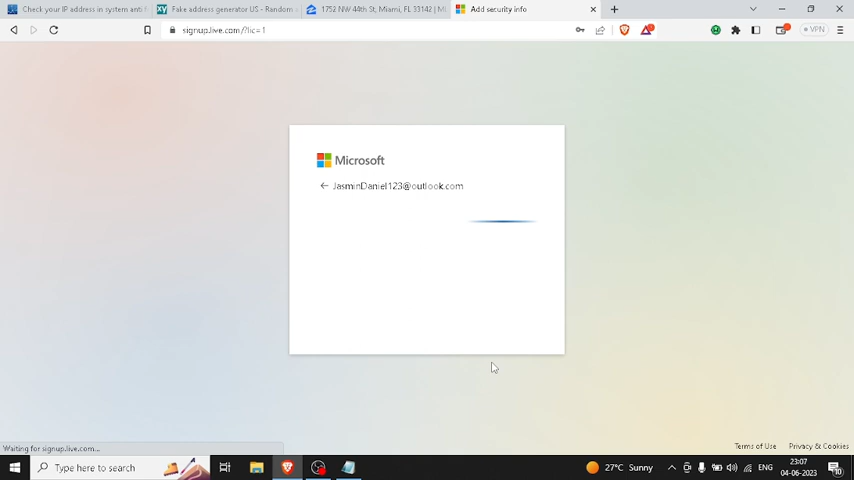 Check your IP address in system anti
Fake address generator US - Random
1752 NW 44th St, Miami, FL 33142 | M
Add security info
signup.live.com/?lic=1
VPN
Microsoft
JasminDaniel123@outlook.com
Terms of Use
Privacy & Cookies
Waiting for signup.live.com...
Type here to search
27°C Sunny
ENG
23:07
04-06-2023
10